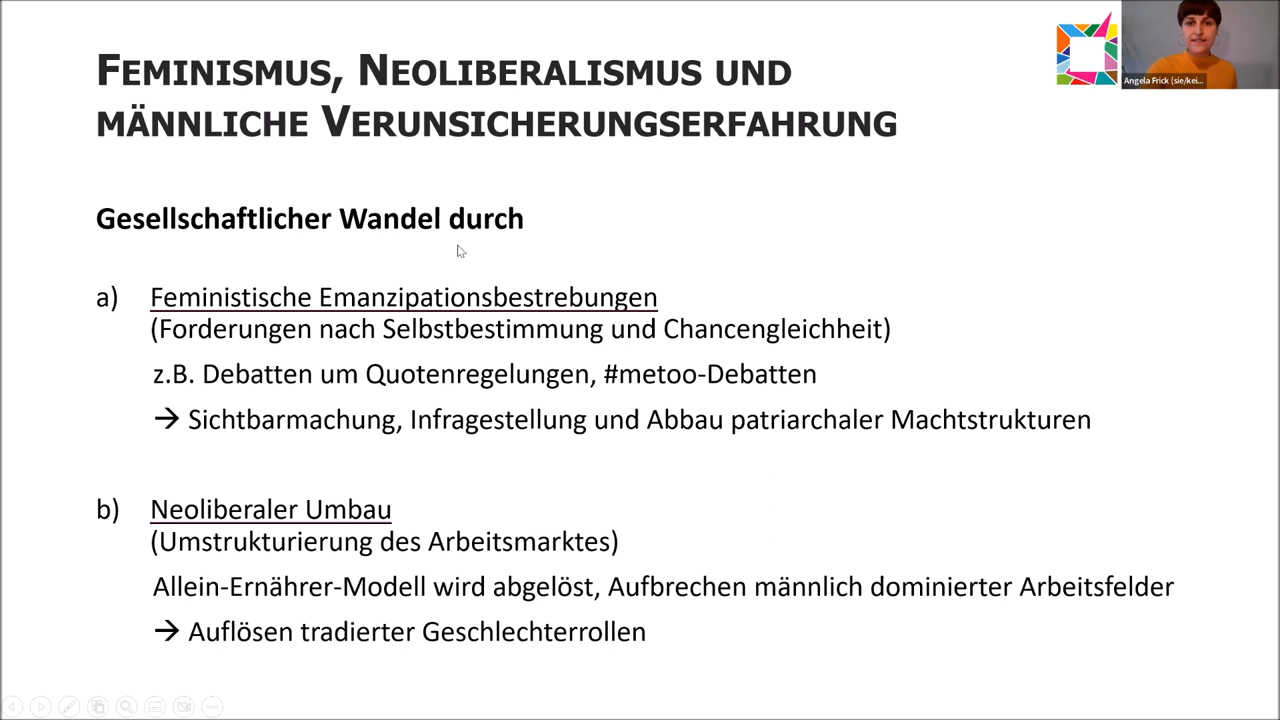 FEMINISMUS, NEOLIBERALISMUS UND
MÄNNLICHE VERUNSICHERUNGSERFAHRUNG
Angela Frick (sie/kei...
Gesellschaftlicher Wandel durch
a) Feministische Emanzipationsbestrebungen
(Forderungen nach Selbstbestimmung und Chancengleichheit)
z.B. Debatten um Quotenregelungen, #metoo-Debatten
→ Sichtbarmachung, Infragestellung und Abbau patriarchaler Machtstrukturen
b) Neoliberaler Umbau
(Umstrukturierung des Arbeitsmarktes)
Allein-Ernährer-Modell wird abgelöst, Aufbrechen männlich dominierter Arbeitsfelder
→ Auflösen tradierter Geschlechterrollen